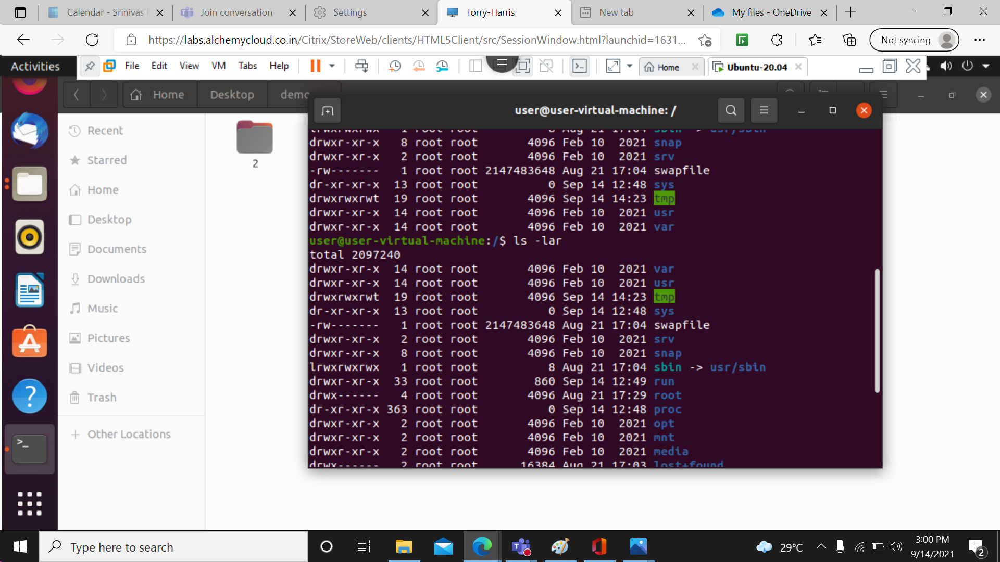 Calendar - Srinivas
Join conversation
Settings
Torry-Harris
New tab
My files - OneDrive
https://labs.alchemycloud.co.in/Citrix/StoreWeb/clients/HTML5Client/src/SessionWindow.html?launchid=1631...
Not syncing
Activities
File Edit View VM Tabs Help
Home
Ubuntu-20.04
Home Desktop demo
user@user-virtual-machine: /
Recent
Starred
Home
Desktop
Documents
Downloads
Music
Pictures
Videos
Trash
Other Locations
2
lrwxrwxrwx 1 root root 8 Aug 21 17:04 sbin -> usr/sbin
drwxr-xr-x 8 root root 4096 Feb 10 2021 snap
drwxr-xr-x 2 root root 4096 Feb 10 2021 srv
-rw------- 1 root root 2147483648 Aug 21 17:04 swapfile
dr-xr-xr-x 13 root root 0 Sep 14 12:48 sys
drwxrwxrwt 19 root root 4096 Sep 14 14:23 tmp
drwxr-xr-x 14 root root 4096 Feb 10 2021 usr
drwxr-xr-x 14 root root 4096 Feb 10 2021 var
user@user-virtual-machine:/$ ls -lar
total 2097240
drwxr-xr-x 14 root root 4096 Feb 10 2021 var
drwxr-xr-x 14 root root 4096 Feb 10 2021 usr
drwxrwxrwt 19 root root 4096 Sep 14 14:23 tmp
dr-xr-xr-x 13 root root 0 Sep 14 12:48 sys
-rw------- 1 root root 2147483648 Aug 21 17:04 swapfile
drwxr-xr-x 2 root root 4096 Feb 10 2021 srv
drwxr-xr-x 8 root root 4096 Feb 10 2021 snap
lrwxrwxrwx 1 root root 8 Aug 21 17:04 sbin -> usr/sbin
drwxr-xr-x 33 root root 860 Sep 14 12:49 run
drwx------ 4 root root 4096 Aug 21 17:29 root
dr-xr-xr-x 363 root root 0 Sep 14 12:48 proc
drwxr-xr-x 2 root root 4096 Feb 10 2021 opt
drwxr-xr-x 2 root root 4096 Feb 10 2021 mnt
drwxr-xr-x 2 root root 4096 Feb 10 2021 media
drwx------ 2 root root 16384 Aug 21 17:03 lost+found
Type here to search
29°C
3:00 PM
9/14/2021
2